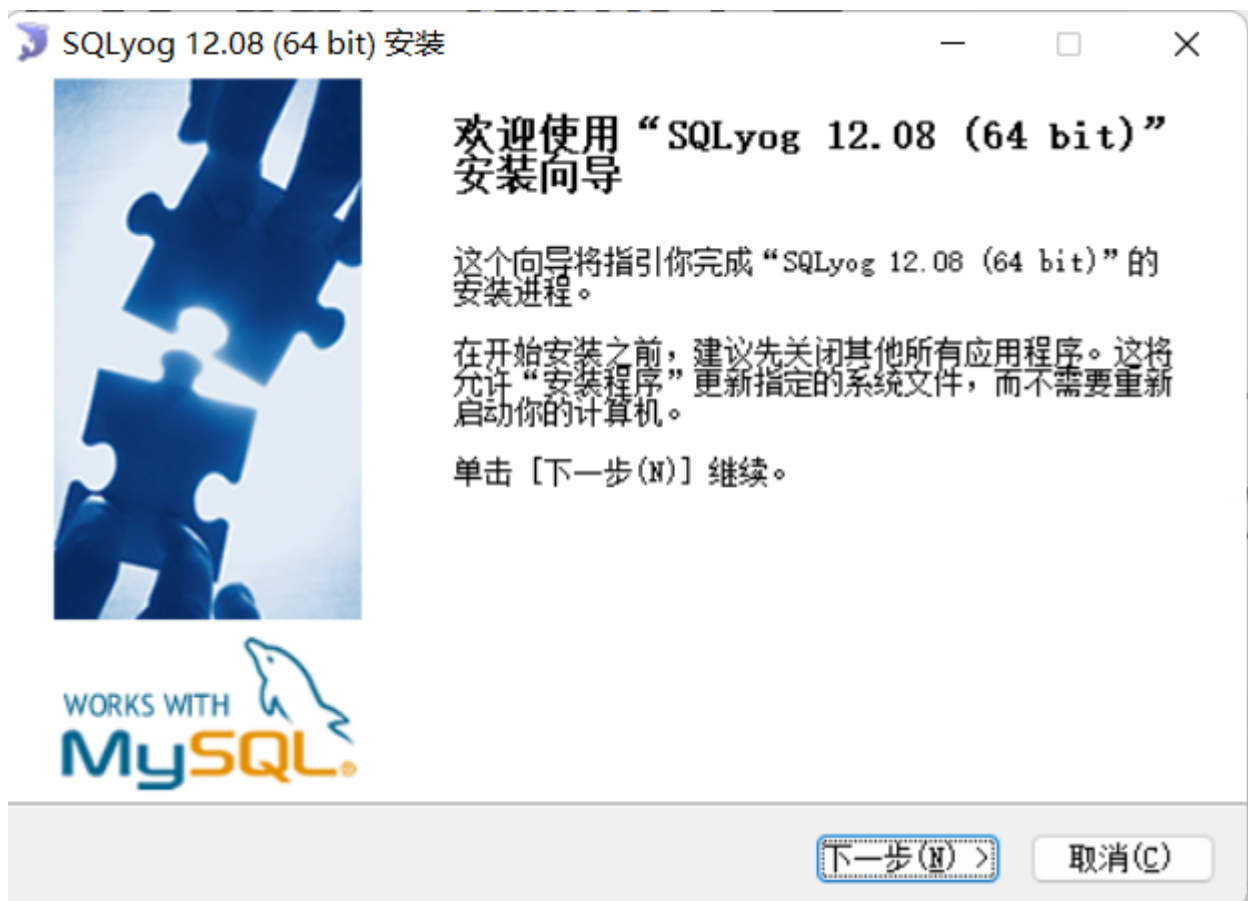 SQLyog 12.08 (64 bit) 安装
欢迎使用“SQLyog 12.08 (64 bit)”
安装向导
这个向导将指引你完成“SQLyog 12.08 (64 bit)”的
安装进程。
在开始安装之前，建议先关闭其他所有应用程序。这将
允许“安装程序”更新指定的系统文件，而不需要重新
启动你的计算机。
单击 [下一步(N)] 继续。
WORKS WITH
MySQL®
下一步(N) >
取消(C)